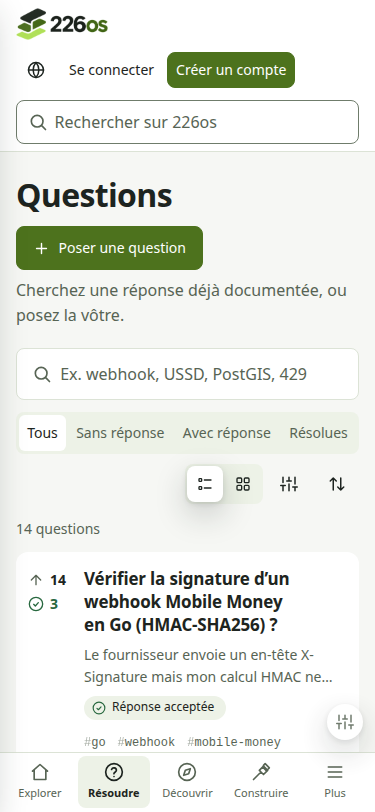 226os
Se connecter
Créer un compte
Rechercher sur 226os
Questions
Poser une question
Cherchez une réponse déjà documentée, ou
posez la vôtre.
Ex. webhook, USSD, PostGIS, 429
Tous
Sans réponse
Avec réponse
Résolues
14 questions
14
3
Vérifier la signature d’un
webhook Mobile Money
en Go (HMAC-SHA256) ?
Le fournisseur envoie un en-tête X-
Signature mais mon calcul HMAC ne...
Réponse acceptée
#go #webhook #mobile-money
Explorer
Résoudre
Découvrir
Construire
Plus